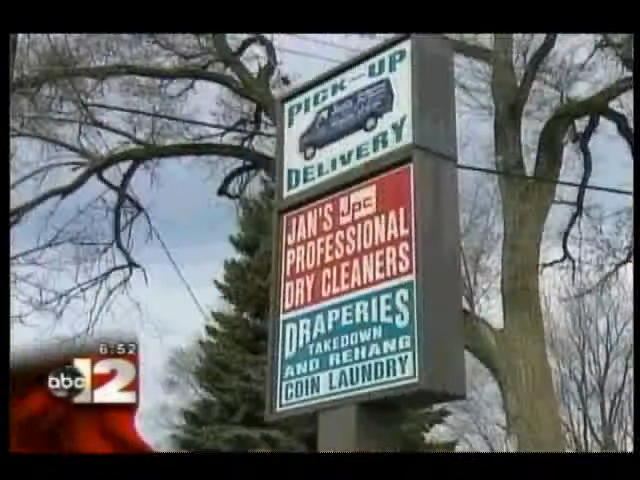 PICK-UP
DELIVERY
JAN'S jpc
PROFESSIONAL
DRY CLEANERS
DRAPERIES
TAKEDOWN
AND REHANG
COIN LAUNDRY
6:52
abc 12